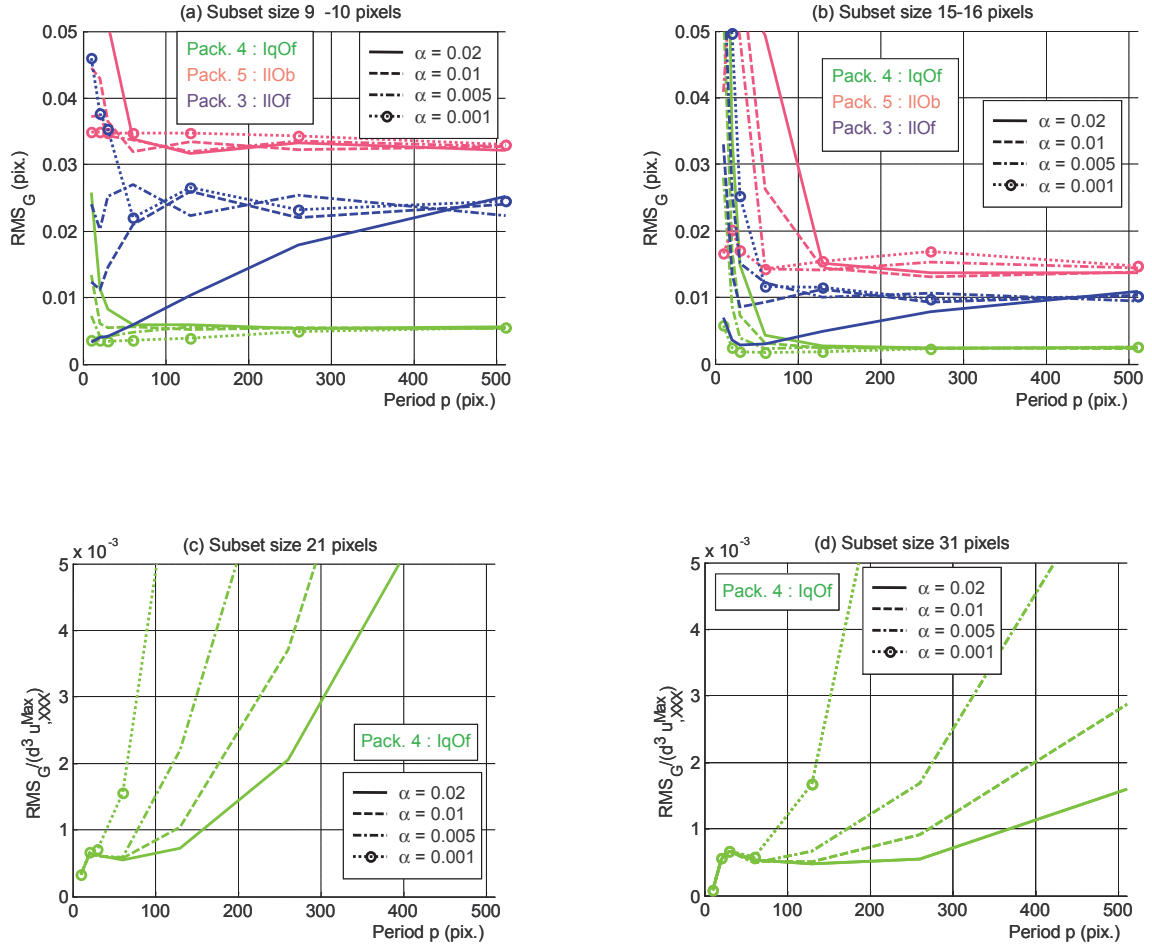 (a) Subset size 9 -10 pixels
0.05
0.04
0.03
0.02
0.01
0
RMS_G (pix.)
Pack. 4 : IqOf
Pack. 5 : IlOb
Pack. 3 : IlOf
α = 0.02
α = 0.01
α = 0.005
α = 0.001
0 100 200 300 400 500
Period p (pix.)
(b) Subset size 15-16 pixels
0.05
0.04
0.03
0.02
0.01
0
RMS_G (pix.)
Pack. 4 : IqOf
Pack. 5 : IlOb
Pack. 3 : IlOf
α = 0.02
α = 0.01
α = 0.005
α = 0.001
0 100 200 300 400 500
Period p (pix.)
x 10⁻³
(c) Subset size 21 pixels
5
4
3
2
1
0
RMS_G/(d³ u,xxx^Max)
Pack. 4 : IqOf
α = 0.02
α = 0.01
α = 0.005
α = 0.001
0 100 200 300 400 500
Period p (pix.)
x 10⁻³
(d) Subset size 31 pixels
5
4
3
2
1
0
RMS_G/(d³ u,xxx^Max)
Pack. 4 : IqOf
α = 0.02
α = 0.01
α = 0.005
α = 0.001
0 100 200 300 400 500
Period p (pix.)